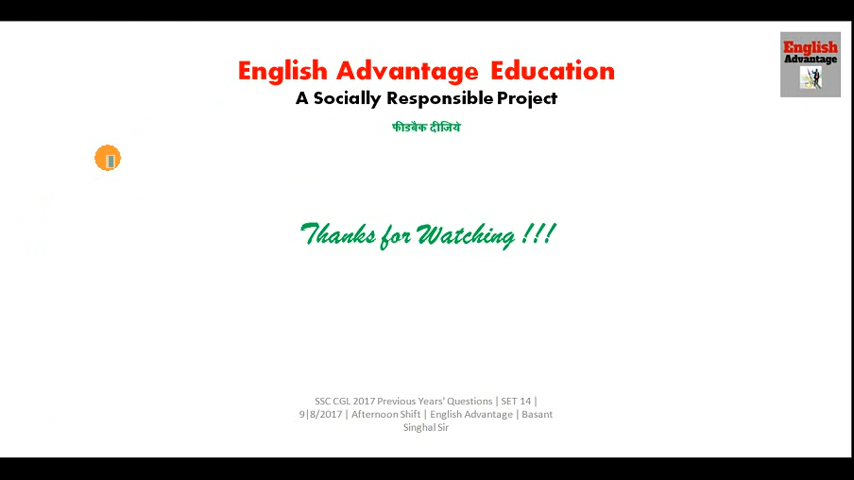 English Advantage Education
A Socially Responsible Project
फीडबैक दीजिये
English
Advantage
Thanks for Watching !!!
SSC CGL 2017 Previous Years' Questions | SET 14 |
9|8/2017 | Afternoon Shift | English Advantage | Basant
Singhal Sir